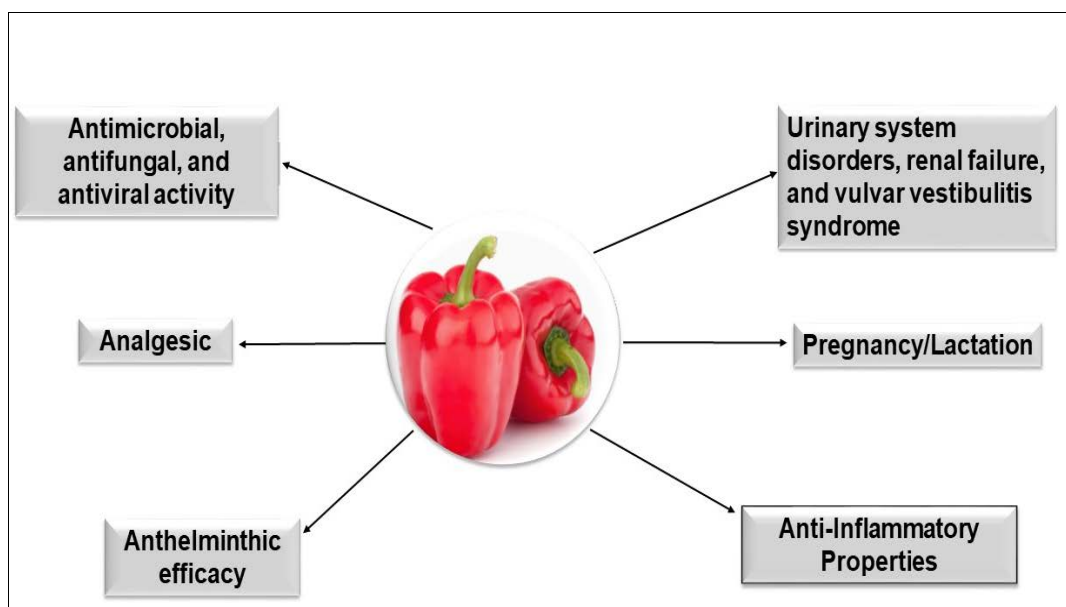 Antimicrobial,
antifungal, and
antiviral activity
Urinary system
disorders, renal failure,
and vulvar vestibulitis
syndrome
Analgesic
Pregnancy/Lactation
Anthelminthic
efficacy
Anti-Inflammatory
Properties